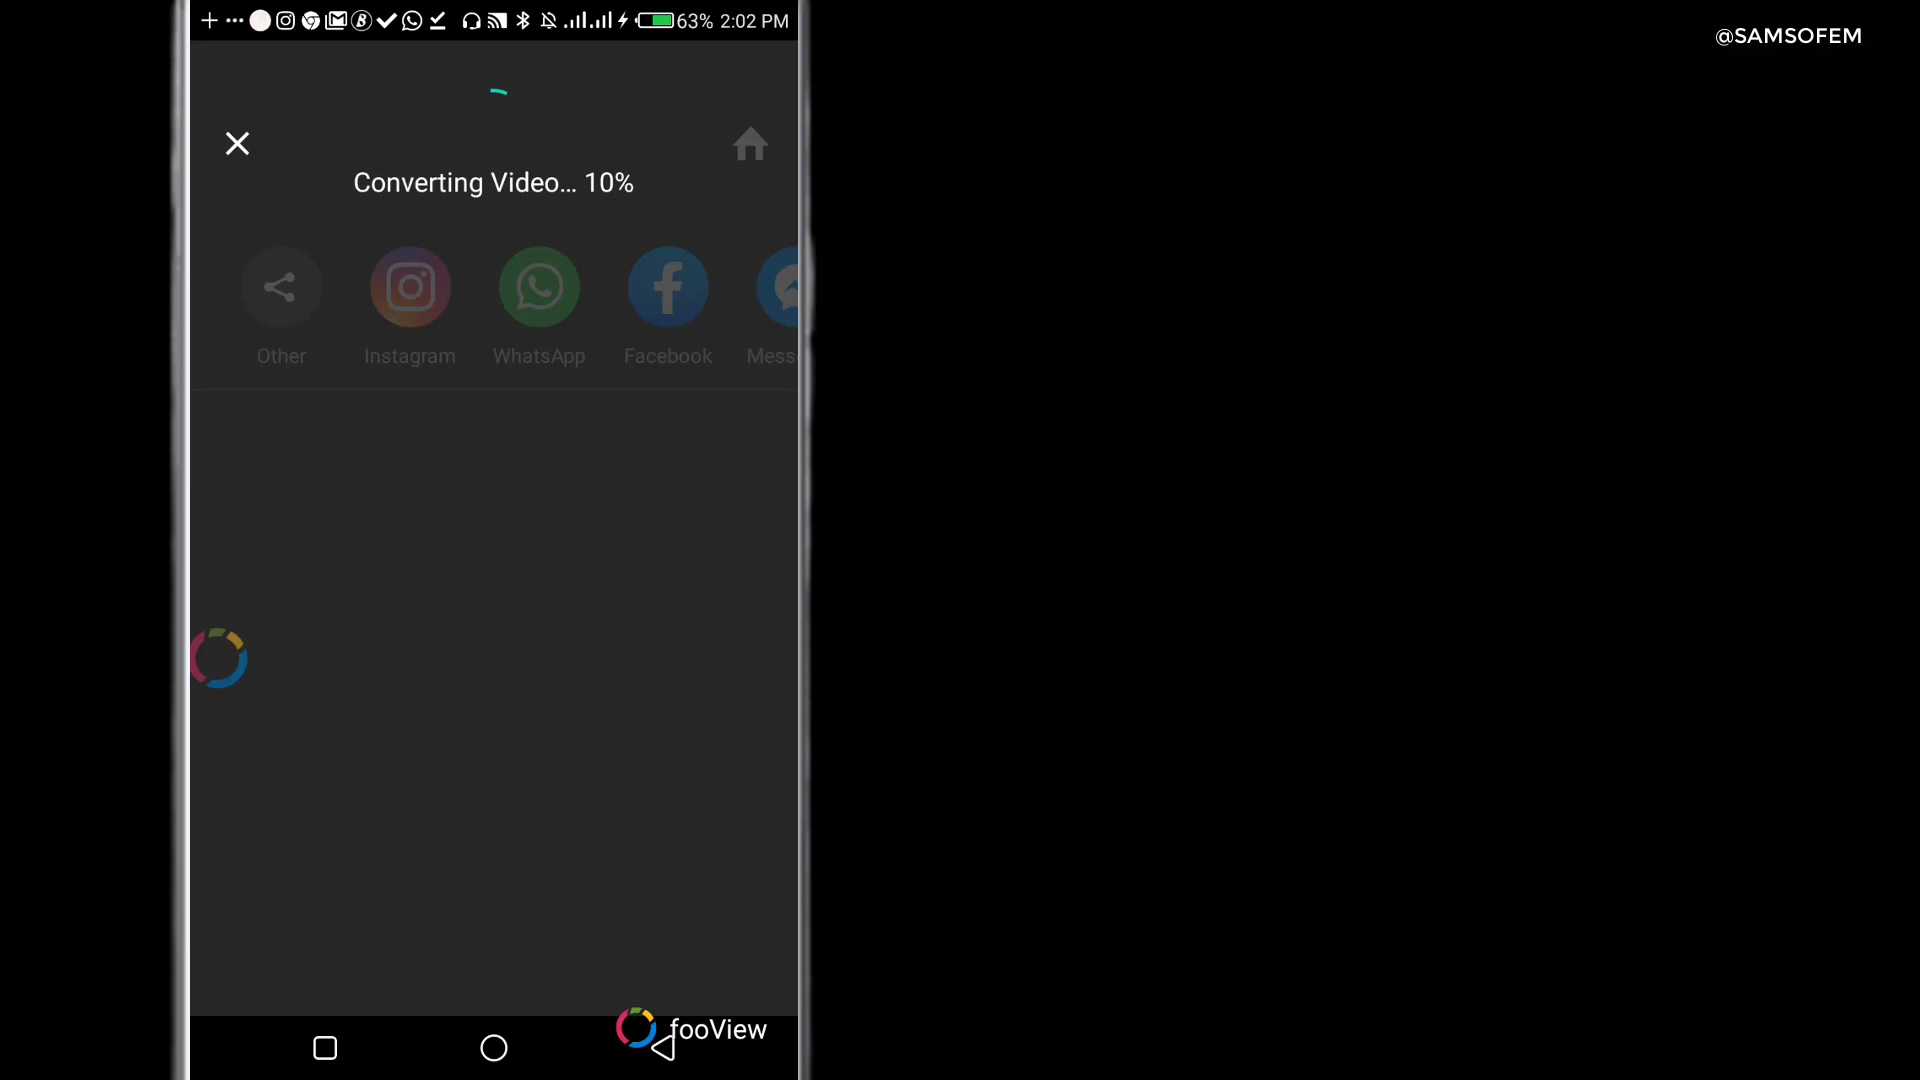 63% 2:02 PM
@SAMSOFEM
Converting Video... 10%
Other Instagram WhatsApp Facebook Mess
fooView